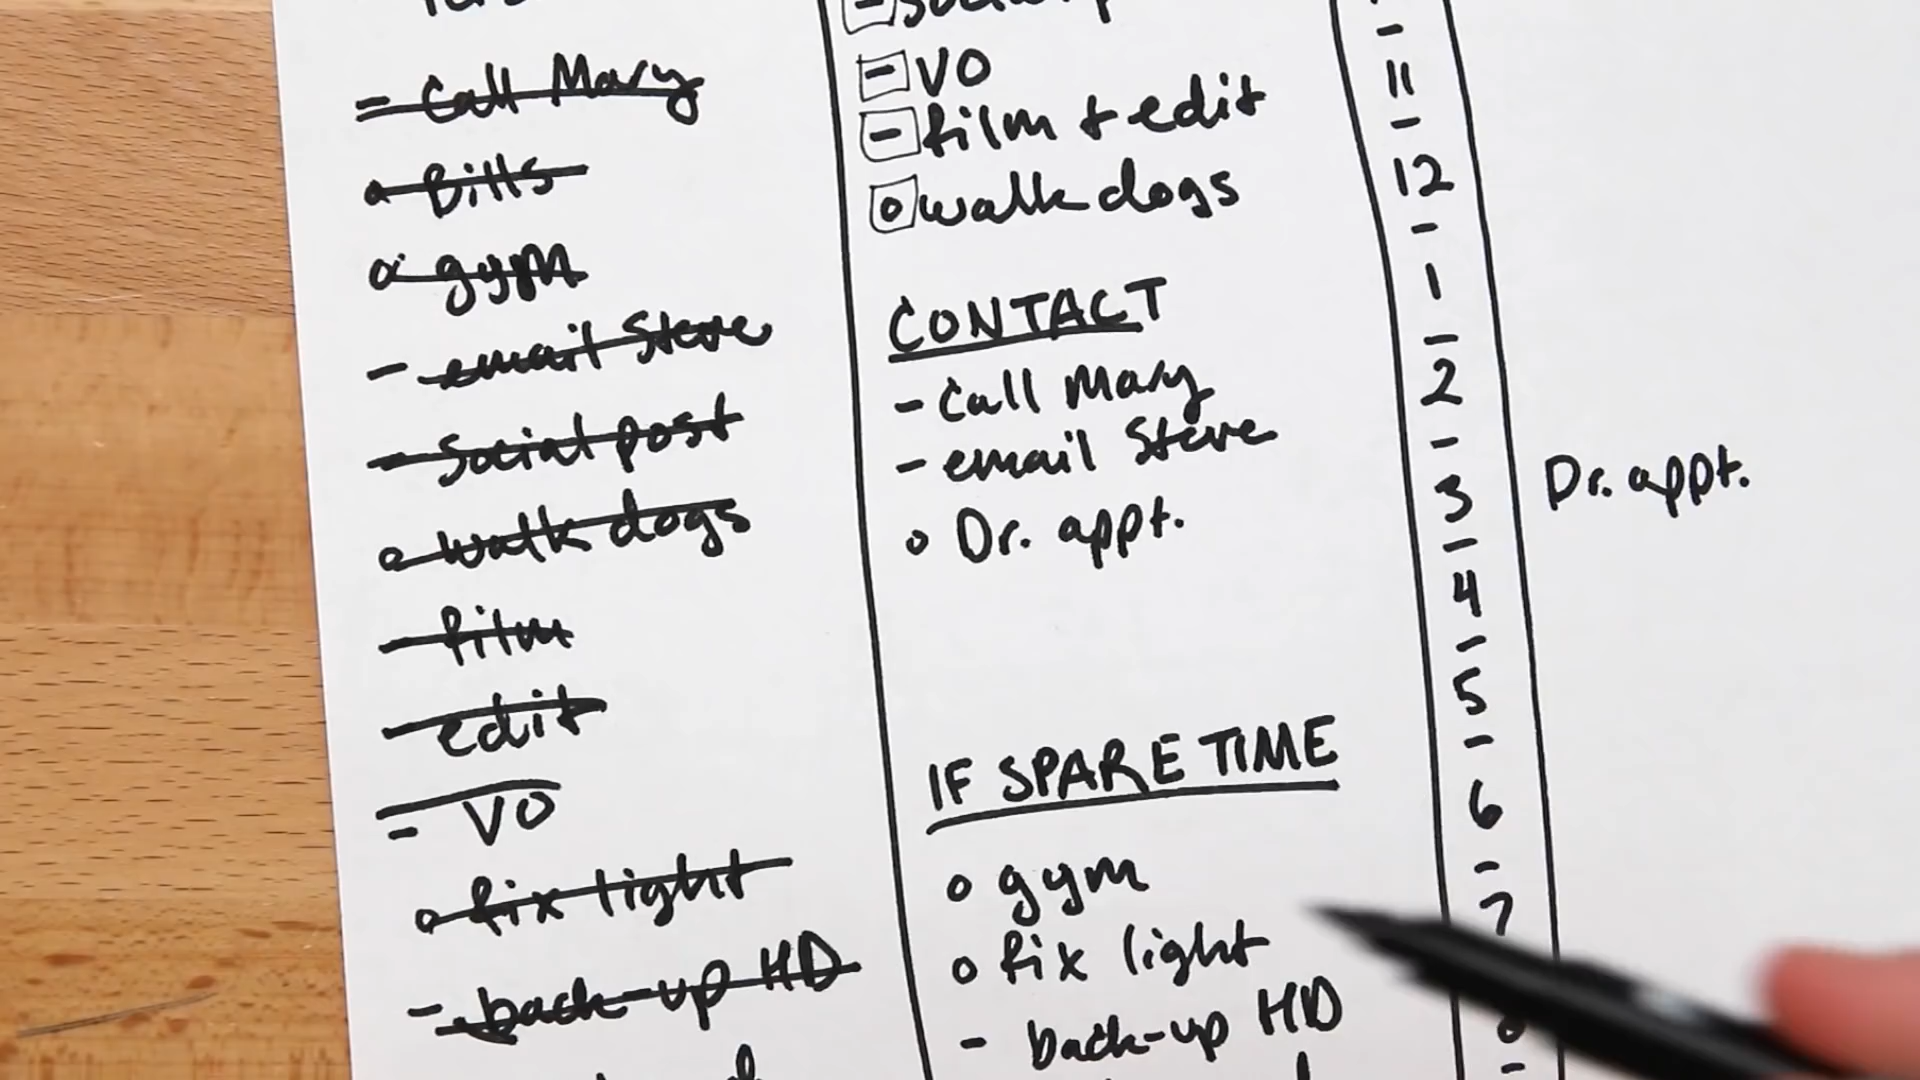 - Call Mary
o Bills
o gym
- email Steve
- Social post
o walk dogs
- film
- edit
- VO
o fix light
- back-up HD
- VO
- film + edit
o walk dogs
CONTACT
- Call Mary
- email Steve
o Dr. appt.
IF SPARE TIME
o gym
o fix light
- back-up HD
-
11
-
12
-
1
-
2
-
3 Dr. appt.
-
4
-
5
-
6
-
7
-